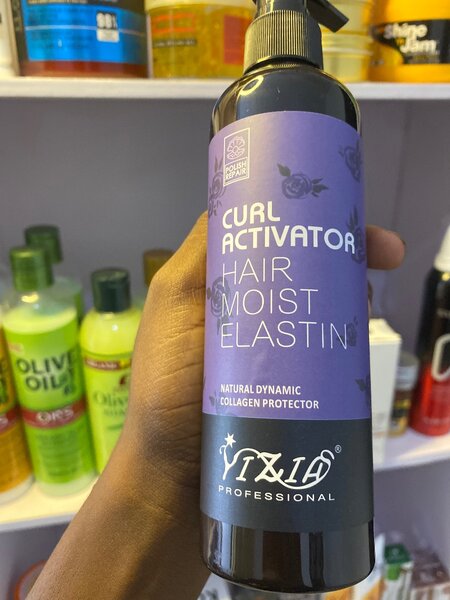 Shine
Jam
POLISH
REPAIR
CURL
ACTIVATOR
HAIR
MOIST
ELASTIN
NATURAL DYNAMIC
COLLAGEN PROTECTOR
YIZIA®
PROFESSIONAL
OLIVE
OIL
ORS